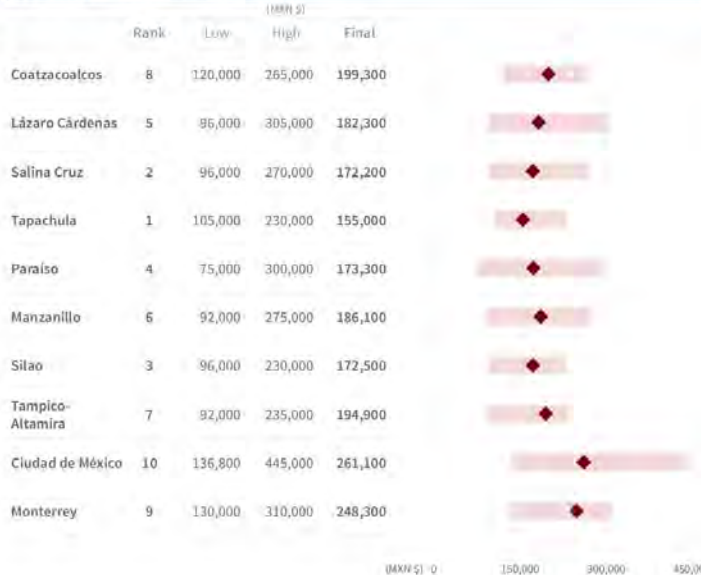 (MXN $)
Rank Low High Final
Coatzacoalcos 8 120,000 265,000 199,300
Lázaro Cárdenas 5 96,000 305,000 182,300
Salina Cruz 2 96,000 270,000 172,200
Tapachula 1 105,000 230,000 155,000
Paraíso 4 75,000 300,000 173,300
Manzanillo 6 92,000 275,000 186,100
Silao 3 96,000 230,000 172,500
Tampico-
Altamira 7 92,000 235,000 194,900
Ciudad de México 10 136,800 445,000 261,100
Monterrey 9 130,000 310,000 248,300
(MXN $) 0 150,000 300,000 450,00